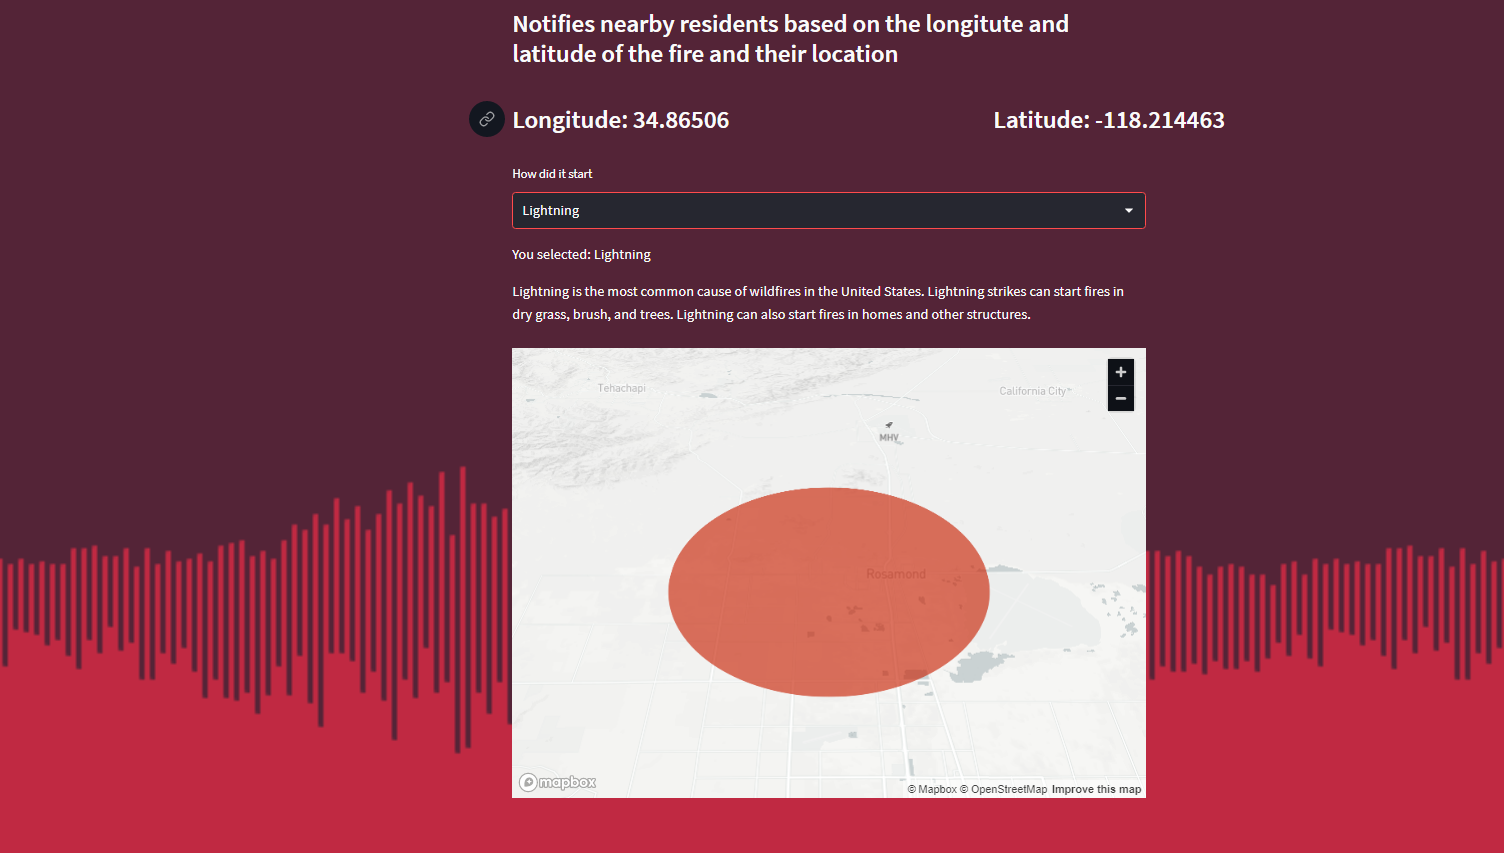 Notifies nearby residents based on the longitute and
latitude of the fire and their location
Longitude: 34.86506
Latitude: -118.214463
How did it start
Lightning
You selected: Lightning
Lightning is the most common cause of wildfires in the United States. Lightning strikes can start fires in
dry grass, brush, and trees. Lightning can also start fires in homes and other structures.
Tehachapi
California City
MHV
Rosamond
mapbox
© Mapbox © OpenStreetMap Improve this map